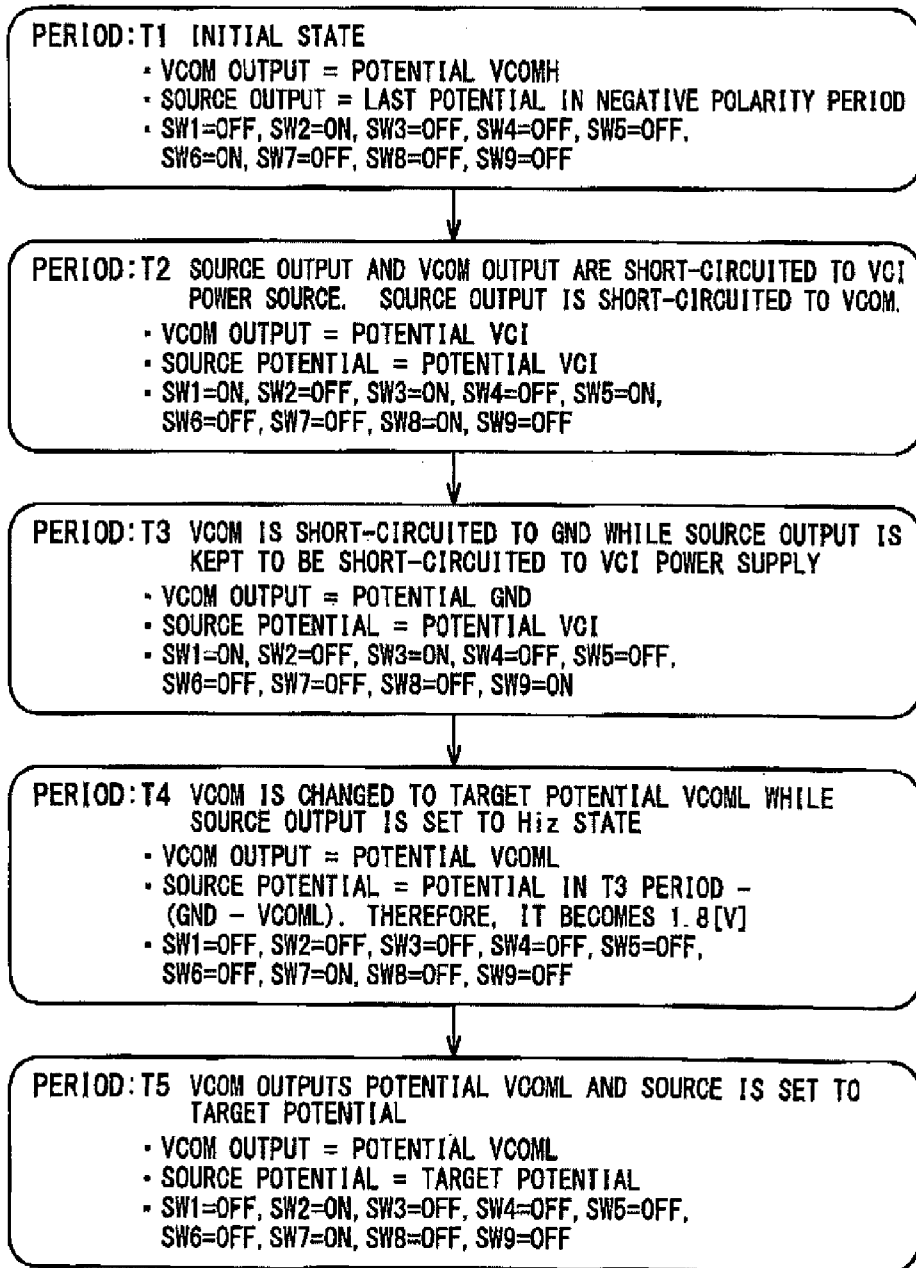 PERIOD:T1 INITIAL STATE
· VCOM OUTPUT = POTENTIAL VCOMH
· SOURCE OUTPUT = LAST POTENTIAL IN NEGATIVE POLARITY PERIOD
· SW1=OFF, SW2=ON, SW3=OFF, SW4=OFF, SW5=OFF,
SW6=ON, SW7=OFF, SW8=OFF, SW9=OFF
PERIOD:T2 SOURCE OUTPUT AND VCOM OUTPUT ARE SHORT-CIRCUITED TO VCI
POWER SOURCE. SOURCE OUTPUT IS SHORT-CIRCUITED TO VCOM.
· VCOM OUTPUT = POTENTIAL VCI
· SOURCE POTENTIAL = POTENTIAL VCI
· SW1=ON, SW2=OFF, SW3=ON, SW4=OFF, SW5=ON,
SW6=OFF, SW7=OFF, SW8=ON, SW9=OFF
PERIOD:T3 VCOM IS SHORT-CIRCUITED TO GND WHILE SOURCE OUTPUT IS
KEPT TO BE SHORT-CIRCUITED TO VCI POWER SUPPLY
· VCOM OUTPUT = POTENTIAL GND
· SOURCE POTENTIAL = POTENTIAL VCI
· SW1=ON, SW2=OFF, SW3=ON, SW4=OFF, SW5=OFF,
SW6=OFF, SW7=OFF, SW8=OFF, SW9=ON
PERIOD:T4 VCOM IS CHANGED TO TARGET POTENTIAL VCOML WHILE
SOURCE OUTPUT IS SET TO Hiz STATE
· VCOM OUTPUT = POTENTIAL VCOML
· SOURCE POTENTIAL = POTENTIAL IN T3 PERIOD -
(GND - VCOML). THEREFORE, IT BECOMES 1.8[V]
· SW1=OFF, SW2=OFF, SW3=OFF, SW4=OFF, SW5=OFF,
SW6=OFF, SW7=ON, SW8=OFF, SW9=OFF
PERIOD:T5 VCOM OUTPUTS POTENTIAL VCOML AND SOURCE IS SET TO
TARGET POTENTIAL
· VCOM OUTPUT = POTENTIAL VCOML
· SOURCE POTENTIAL = TARGET POTENTIAL
· SW1=OFF, SW2=ON, SW3=OFF, SW4=OFF, SW5=OFF,
SW6=OFF, SW7=ON, SW8=OFF, SW9=OFF